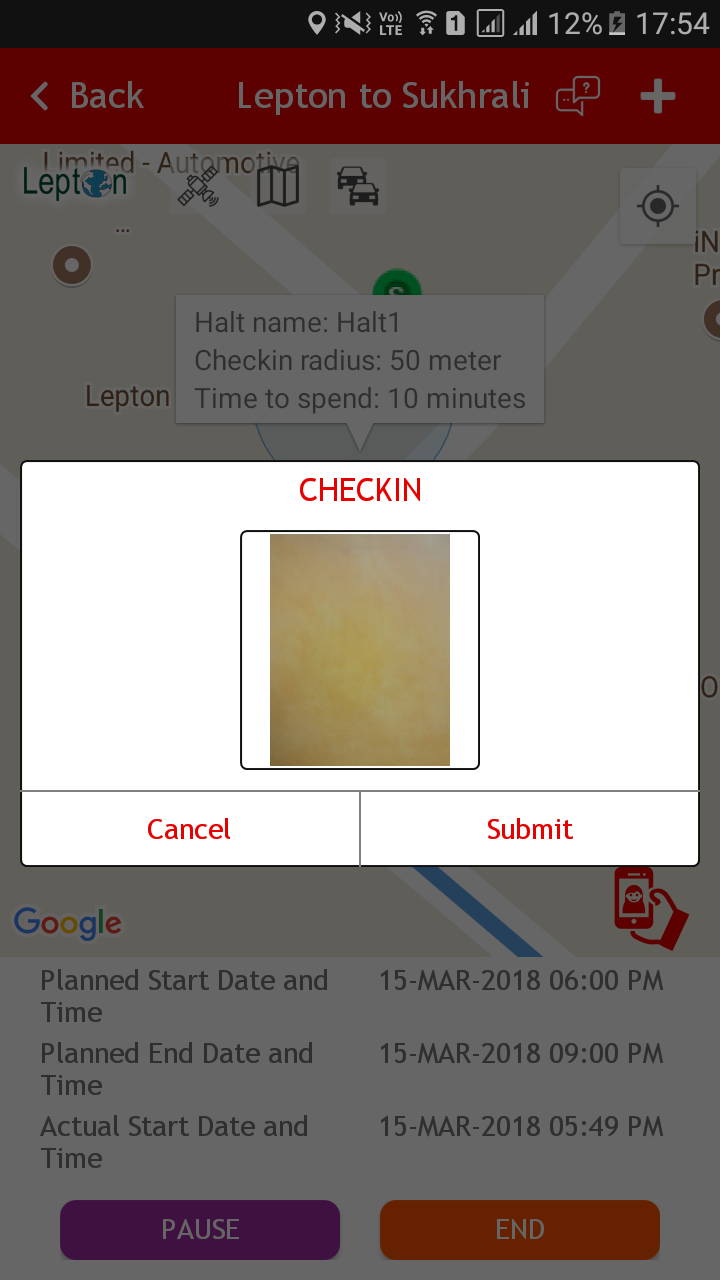 Vo))
LTE
1
12%
17:54
Back
Lepton to Sukhrali
?
+
Limited - Automotive
Lepton
...
iN
Pr
S
Halt name: Halt1
Checkin radius: 50 meter
Time to spend: 10 minutes
Lepton
CHECKIN
O
Cancel
Submit
Google
Planned Start Date and Time
15-MAR-2018 06:00 PM
Planned End Date and Time
15-MAR-2018 09:00 PM
Actual Start Date and Time
15-MAR-2018 05:49 PM
PAUSE
END